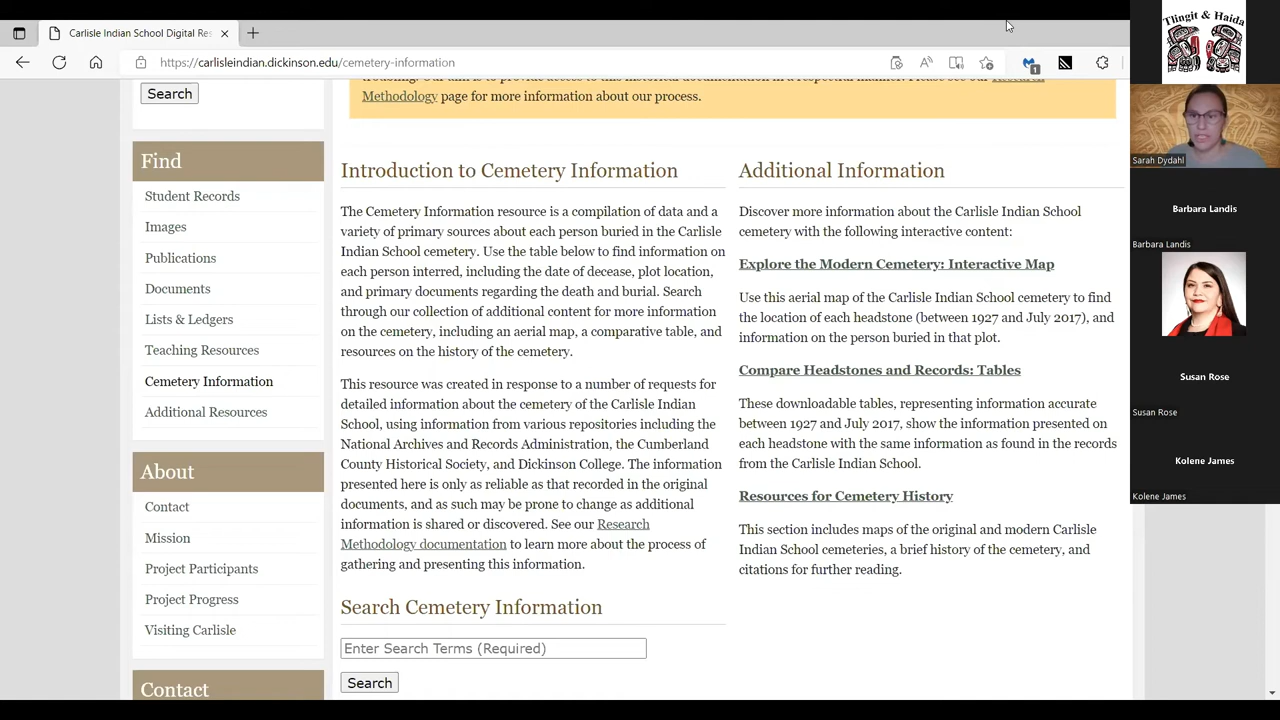 Carlisle Indian School Digital Res
https://carlisleindian.dickinson.edu/cemetery-information
1
Search
Find
Student Records
Images
Publications
Documents
Lists & Ledgers
Teaching Resources
Cemetery Information
Additional Resources
About
Contact
Mission
Project Participants
Project Progress
Visiting Carlisle
Contact
Methodology page for more information about our process.
Introduction to Cemetery Information
The Cemetery Information resource is a compilation of data and a
variety of primary sources about each person buried in the Carlisle
Indian School cemetery. Use the table below to find information on
each person interred, including the date of decease, plot location,
and primary documents regarding the death and burial. Search
through our collection of additional content for more information
on the cemetery, including an aerial map, a comparative table, and
resources on the history of the cemetery.
This resource was created in response to a number of requests for
detailed information about the cemetery of the Carlisle Indian
School, using information from various repositories including the
National Archives and Records Administration, the Cumberland
County Historical Society, and Dickinson College. The information
presented here is only as reliable as that recorded in the original
documents, and as such may be prone to change as additional
information is shared or discovered. See our Research
Methodology documentation to learn more about the process of
gathering and presenting this information.
Search Cemetery Information
Enter Search Terms (Required)
Search
Additional Information
Discover more information about the Carlisle Indian School
cemetery with the following interactive content:
Explore the Modern Cemetery: Interactive Map
Use this aerial map of the Carlisle Indian School cemetery to find
the location of each headstone (between 1927 and July 2017), and
information on the person buried in that plot.
Compare Headstones and Records: Tables
These downloadable tables, representing information accurate
between 1927 and July 2017, show the information presented on
each headstone with the same information as found in the records
from the Carlisle Indian School.
Resources for Cemetery History
This section includes maps of the original and modern Carlisle
Indian School cemeteries, a brief history of the cemetery, and
citations for further reading.
Tlingit & Haida
Sarah Dydahl
Barbara Landis
Barbara Landis
Susan Rose
Susan Rose
Kolene James
Kolene James